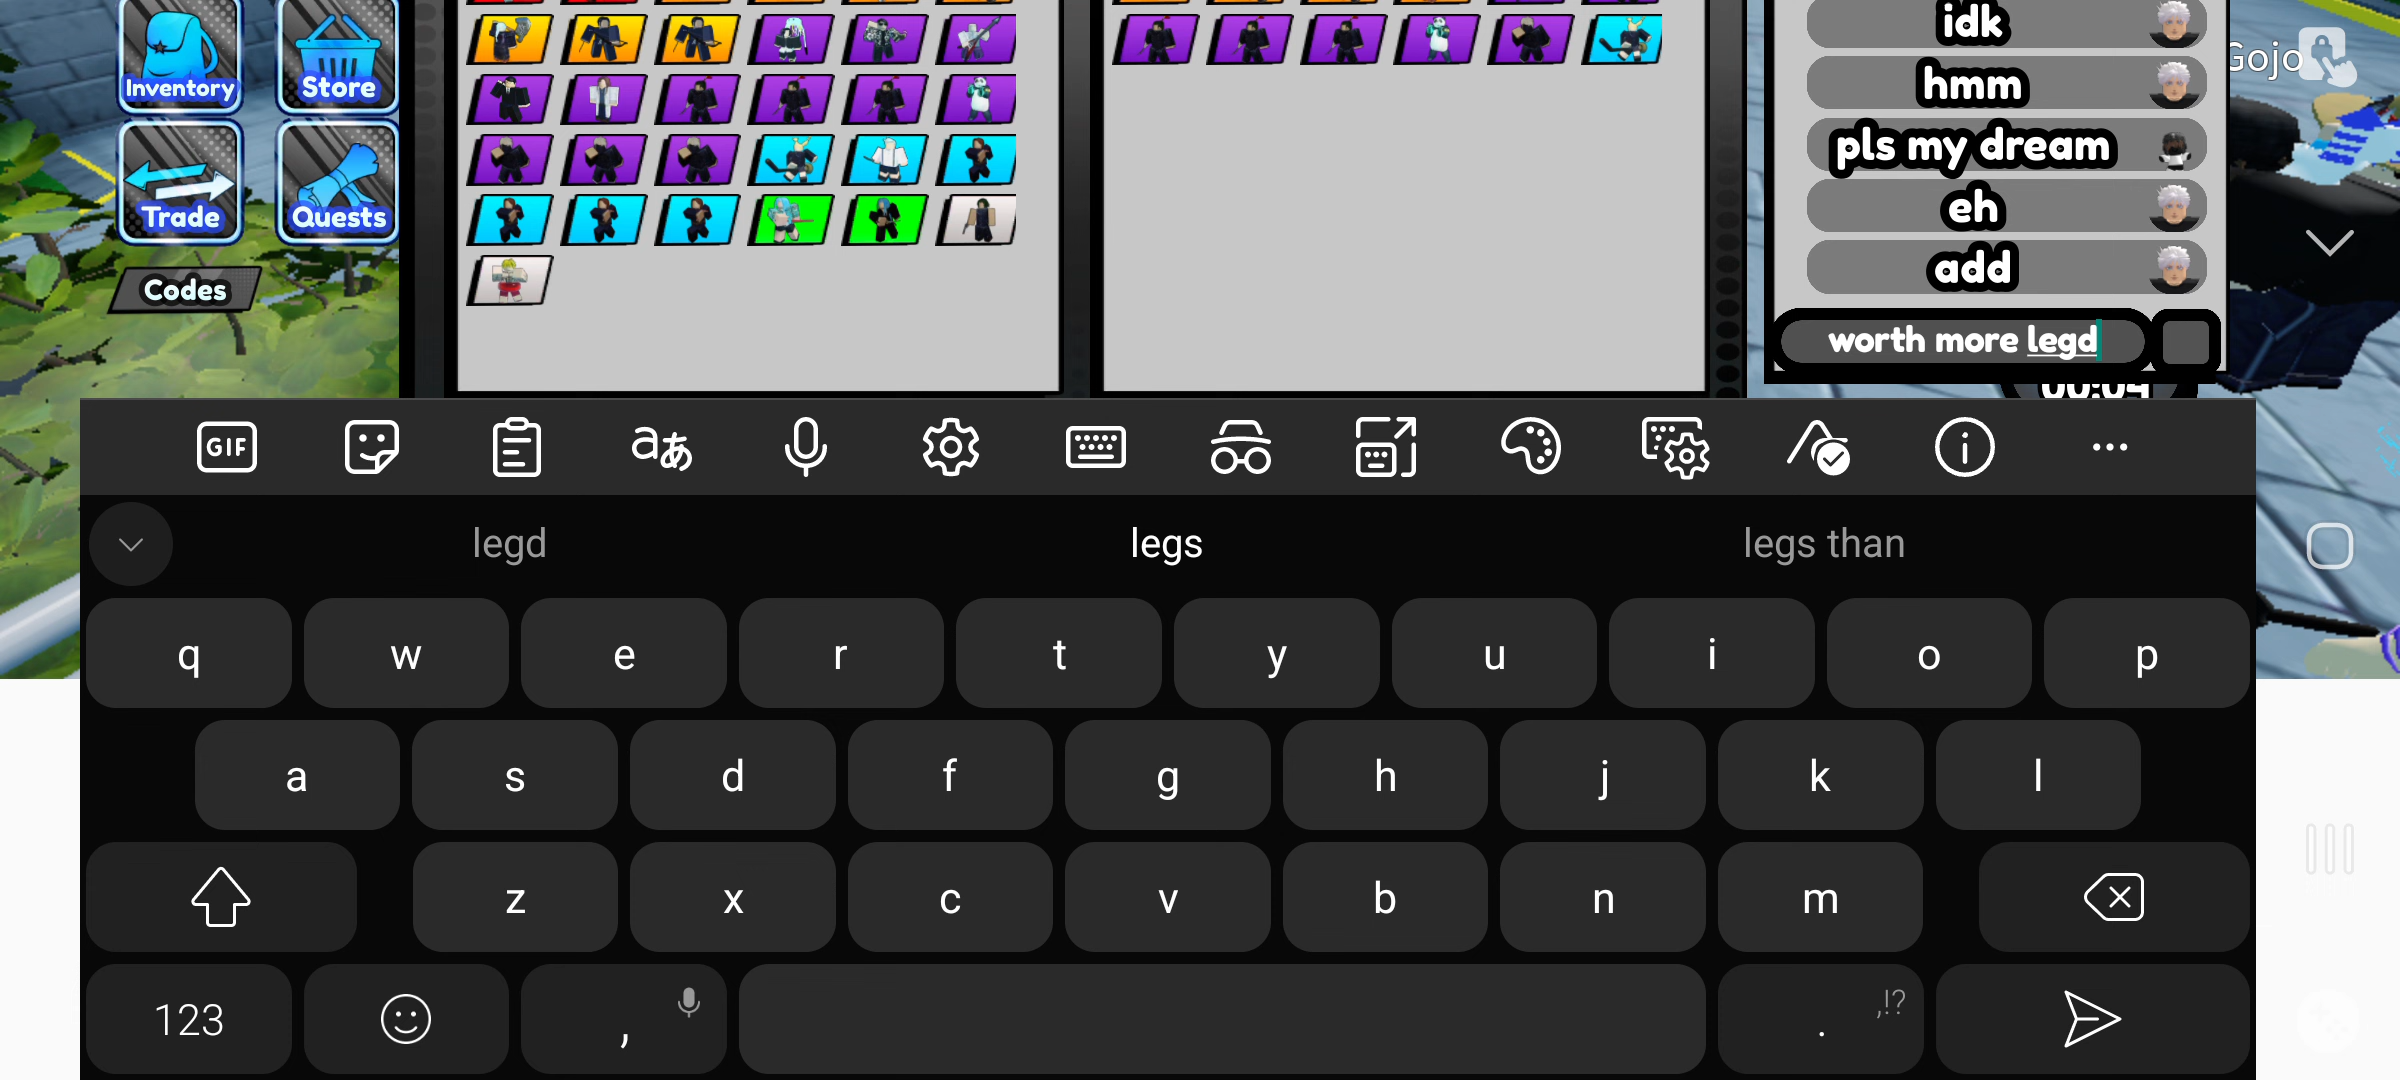 Inventory
Store
Trade
Quests
Codes
idk
hmm
pls my dream
eh
add
worth more legd
Gojo
GIF
aあ
legd
legs
legs than
q w e r t y u i o p
a s d f g h j k l
z x c v b n m
123
,
.
,!?